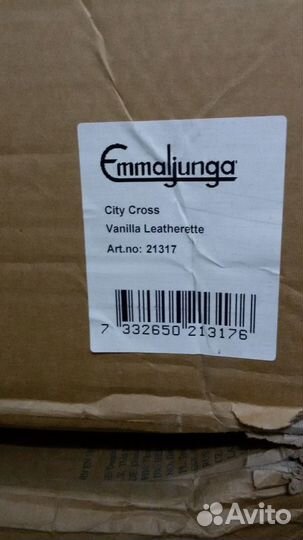 Emmaljunga
City Cross
Vanilla Leatherette
Art.no: 21317
7 332650 213176
Avito